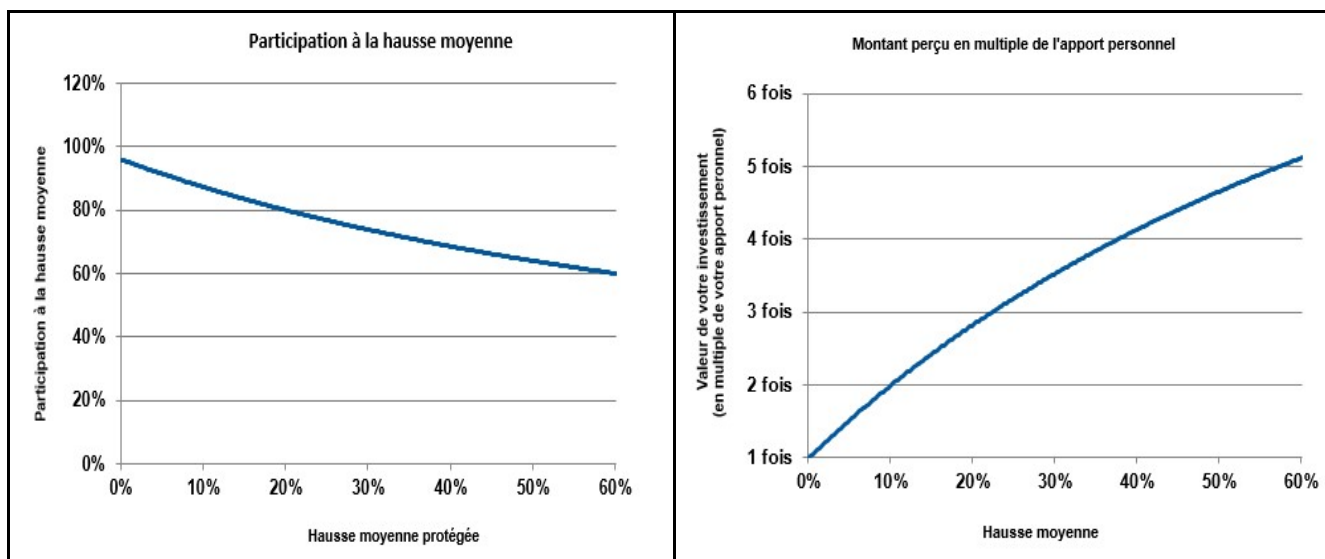 Participation à la hausse moyenne
Participation à la hausse moyenne
120%
100%
80%
60%
40%
20%
0%
0% 10% 20% 30% 40% 50% 60%
Hausse moyenne protégée
Montant perçu en multiple de l'apport personnel
Valeur de votre investissement
(en multiple de votre apport peronnel)
6 fois
5 fois
4 fois
3 fois
2 fois
1 fois
0% 10% 20% 30% 40% 50% 60%
Hausse moyenne